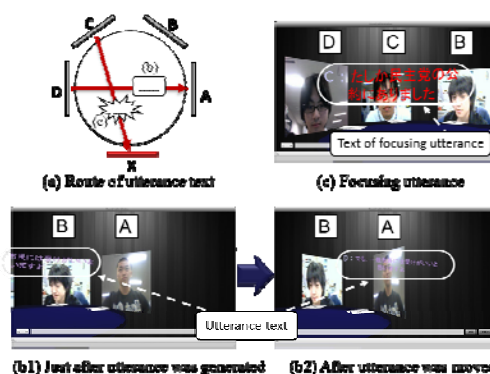 C
B
(b)
D
A
(c)
X
(a) Route of utterance text
D
C
B
C：たしか民主党の公
約にありました
Text of focusing utterance
(c) Focusing utterance
B
A
B
A
Utterance text
(b1) Just after utterance was generated
(b2) After utterance was moved